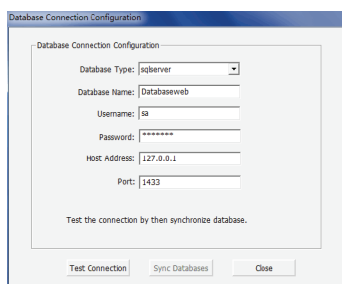 Database Connection Configuration
Database Connection Configuration
Database Type: sqlserver
Database Name: Databaseweb
Username: sa
Password: *******
Host Address: 127.0.0.1
Port: 1433
Test the connection by then synchronize database.
Test Connection Sync Databases Close